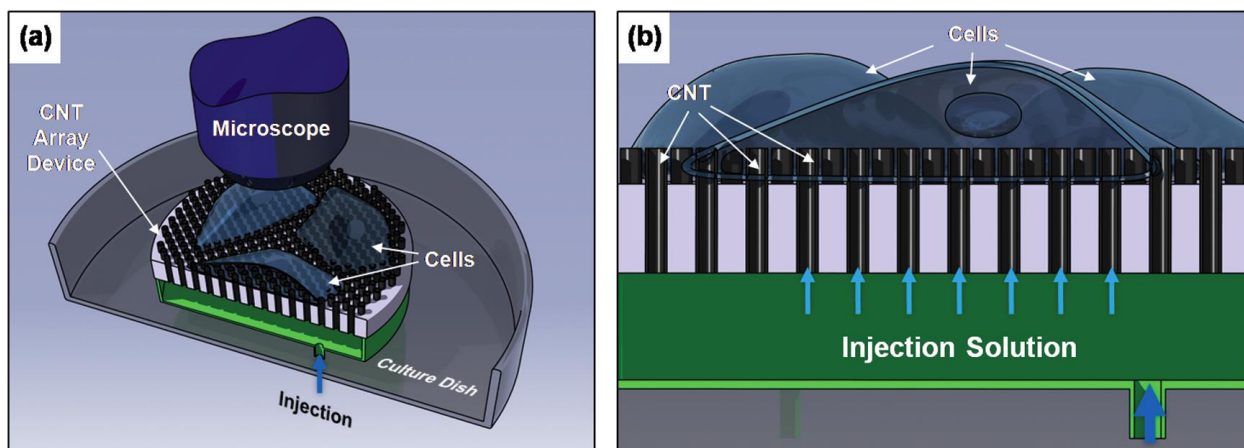 (a)
CNT
Array
Device
Microscope
Cells
Culture Dish
Injection
(b)
Cells
CNT
Injection Solution